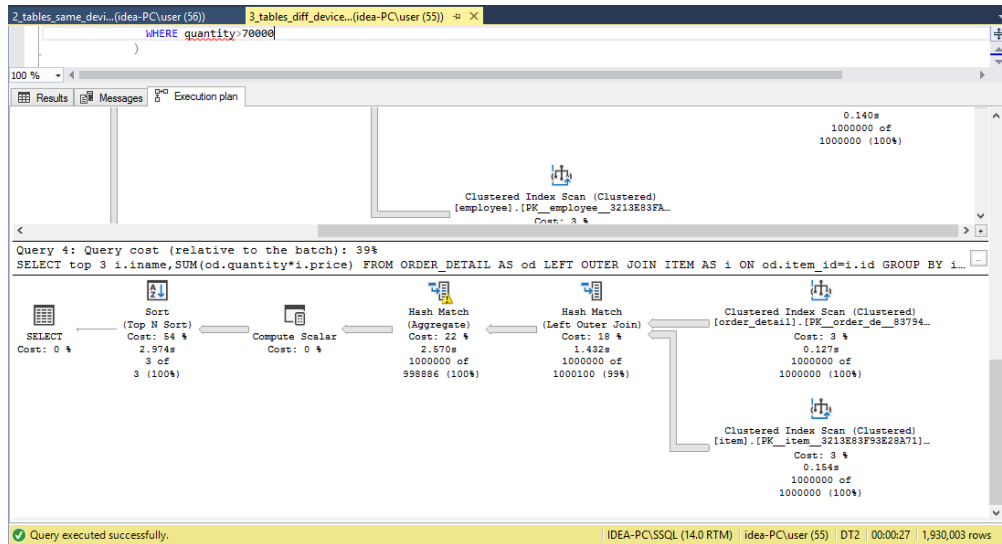 2_tables_same_devi...(idea-PC\user (56))
3_tables_diff_device...(idea-PC\user (55))
WHERE quantity>70000
)
100 %
Results
Messages
Execution plan
0.140s
1000000 of
1000000 (100%)
Clustered Index Scan (Clustered)
[employee].[PK__employee__3213E83FA…
Cost: 3 %
Query 4: Query cost (relative to the batch): 39%
SELECT top 3 i.iname,SUM(od.quantity*i.price) FROM ORDER_DETAIL AS od LEFT OUTER JOIN ITEM AS i ON od.item_id=i.id GROUP BY i…
SELECT
Cost: 0 %
Sort
(Top N Sort)
Cost: 54 %
2.974s
3 of
3 (100%)
Compute Scalar
Cost: 0 %
Hash Match
(Aggregate)
Cost: 22 %
2.570s
1000000 of
998886 (100%)
Hash Match
(Left Outer Join)
Cost: 18 %
1.432s
1000000 of
1000100 (99%)
Clustered Index Scan (Clustered)
[order_detail].[PK__order_de__83794…
Cost: 3 %
0.127s
1000000 of
1000000 (100%)
Clustered Index Scan (Clustered)
[item].[PK__item__3213E83F93E28A71]…
Cost: 3 %
0.154s
1000000 of
1000000 (100%)
Query executed successfully.
IDEA-PC\SSQL (14.0 RTM)
idea-PC\user (55)
DT2
00:00:27
1,930,003 rows